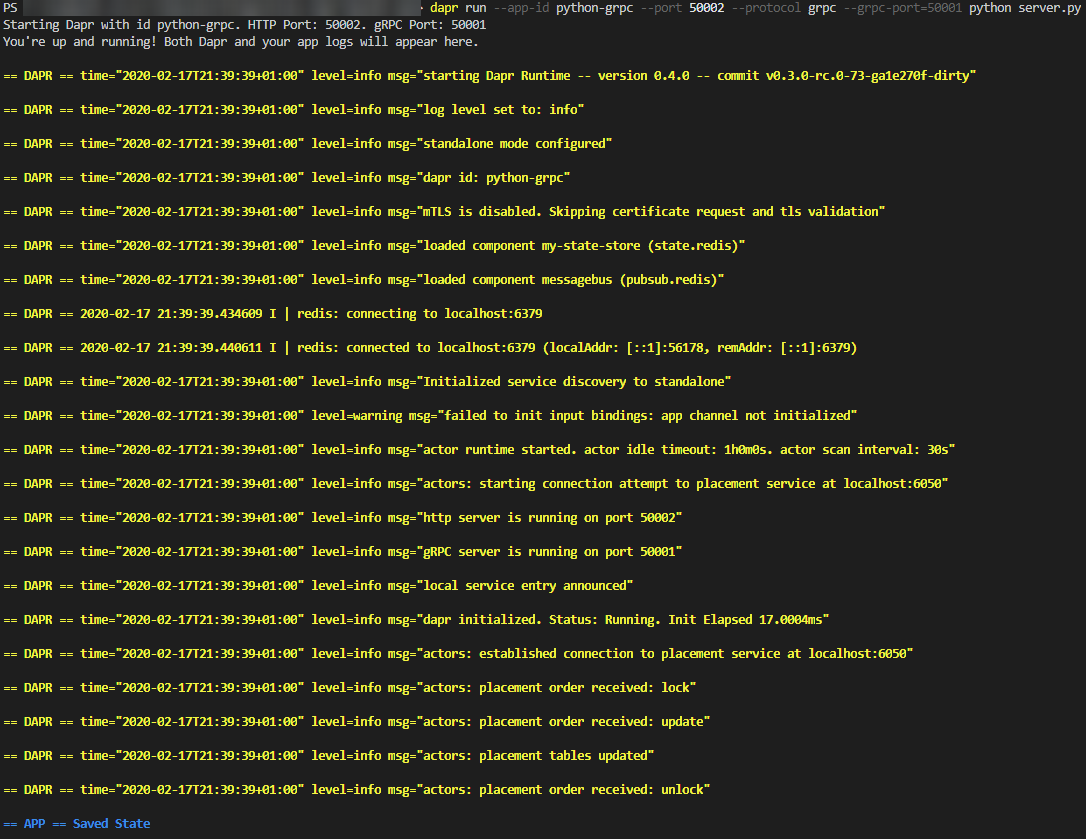 PS > dapr run --app-id python-grpc --port 50002 --protocol grpc --grpc-port=50001 python server.py
Starting Dapr with id python-grpc. HTTP Port: 50002. gRPC Port: 50001
You're up and running! Both Dapr and your app logs will appear here.
== DAPR == time="2020-02-17T21:39:39+01:00" level=info msg="starting Dapr Runtime -- version 0.4.0 -- commit v0.3.0-rc.0-73-ga1e270f-dirty"
== DAPR == time="2020-02-17T21:39:39+01:00" level=info msg="log level set to: info"
== DAPR == time="2020-02-17T21:39:39+01:00" level=info msg="standalone mode configured"
== DAPR == time="2020-02-17T21:39:39+01:00" level=info msg="dapr id: python-grpc"
== DAPR == time="2020-02-17T21:39:39+01:00" level=info msg="mTLS is disabled. Skipping certificate request and tls validation"
== DAPR == time="2020-02-17T21:39:39+01:00" level=info msg="loaded component my-state-store (state.redis)"
== DAPR == time="2020-02-17T21:39:39+01:00" level=info msg="loaded component messagebus (pubsub.redis)"
== DAPR == 2020-02-17 21:39:39.434609 I | redis: connecting to localhost:6379
== DAPR == 2020-02-17 21:39:39.440611 I | redis: connected to localhost:6379 (localAddr: [::1]:56178, remAddr: [::1]:6379)
== DAPR == time="2020-02-17T21:39:39+01:00" level=info msg="Initialized service discovery to standalone"
== DAPR == time="2020-02-17T21:39:39+01:00" level=warning msg="failed to init input bindings: app channel not initialized"
== DAPR == time="2020-02-17T21:39:39+01:00" level=info msg="actor runtime started. actor idle timeout: 1h0m0s. actor scan interval: 30s"
== DAPR == time="2020-02-17T21:39:39+01:00" level=info msg="actors: starting connection attempt to placement service at localhost:6050"
== DAPR == time="2020-02-17T21:39:39+01:00" level=info msg="http server is running on port 50002"
== DAPR == time="2020-02-17T21:39:39+01:00" level=info msg="gRPC server is running on port 50001"
== DAPR == time="2020-02-17T21:39:39+01:00" level=info msg="local service entry announced"
== DAPR == time="2020-02-17T21:39:39+01:00" level=info msg="dapr initialized. Status: Running. Init Elapsed 17.0004ms"
== DAPR == time="2020-02-17T21:39:39+01:00" level=info msg="actors: established connection to placement service at localhost:6050"
== DAPR == time="2020-02-17T21:39:39+01:00" level=info msg="actors: placement order received: lock"
== DAPR == time="2020-02-17T21:39:39+01:00" level=info msg="actors: placement order received: update"
== DAPR == time="2020-02-17T21:39:39+01:00" level=info msg="actors: placement tables updated"
== DAPR == time="2020-02-17T21:39:39+01:00" level=info msg="actors: placement order received: unlock"
== APP == Saved State